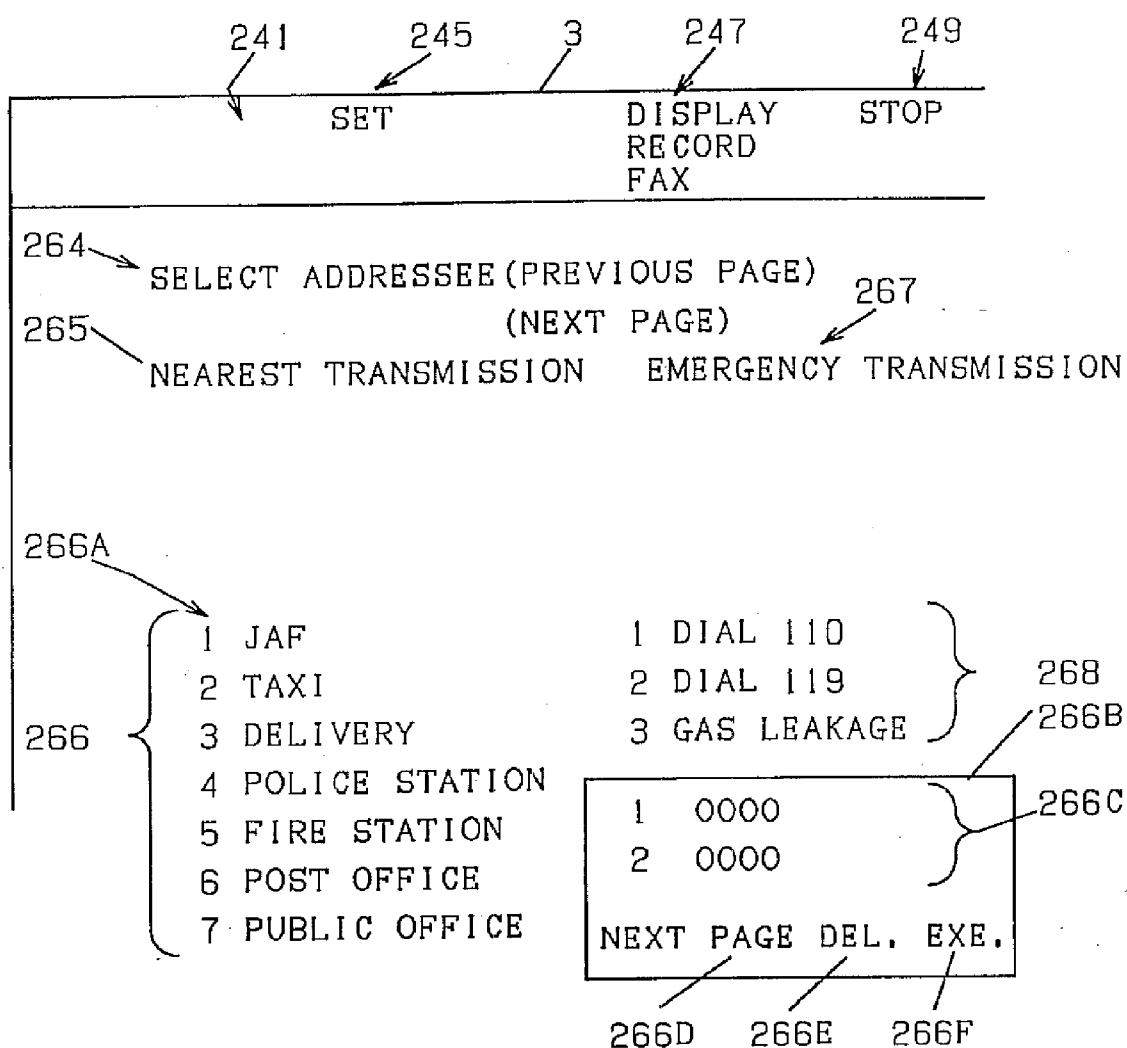 241 245 3 247 249
SET DISPLAY STOP
RECORD
FAX
264
SELECT ADDRESSEE (PREVIOUS PAGE)
267
(NEXT PAGE)
265
NEAREST TRANSMISSION EMERGENCY TRANSMISSION
266A
1 JAF
2 TAXI
266 3 DELIVERY
4 POLICE STATION
5 FIRE STATION
6 POST OFFICE
7 PUBLIC OFFICE
1 DIAL 110
2 DIAL 119 268
3 GAS LEAKAGE 266B
1 0000 266C
2 0000
NEXT PAGE DEL. EXE.
266D 266E 266F